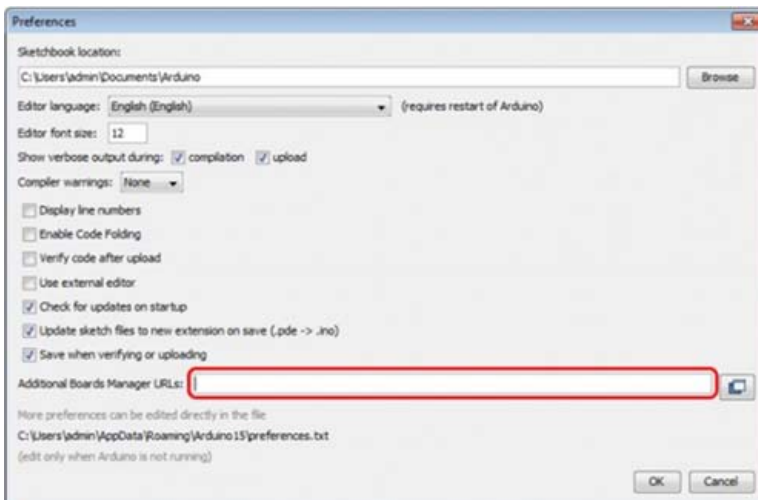 Preferences
Sketchbook location:
C:\Users\admin\Documents\Arduino
Browse
Editor language: English (English) (requires restart of Arduino)
Editor font size: 12
Show verbose output during: compilation upload
Compiler warnings: None
Display line numbers
Enable Code Folding
Verify code after upload
Use external editor
Check for updates on startup
Update sketch files to new extension on save (.pde -> .ino)
Save when verifying or uploading
Additional Boards Manager URLs:
More preferences can be edited directly in the file
C:\Users\admin\AppData\Roaming\Arduino15\preferences.txt
(edit only when Arduino is not running)
OK Cancel